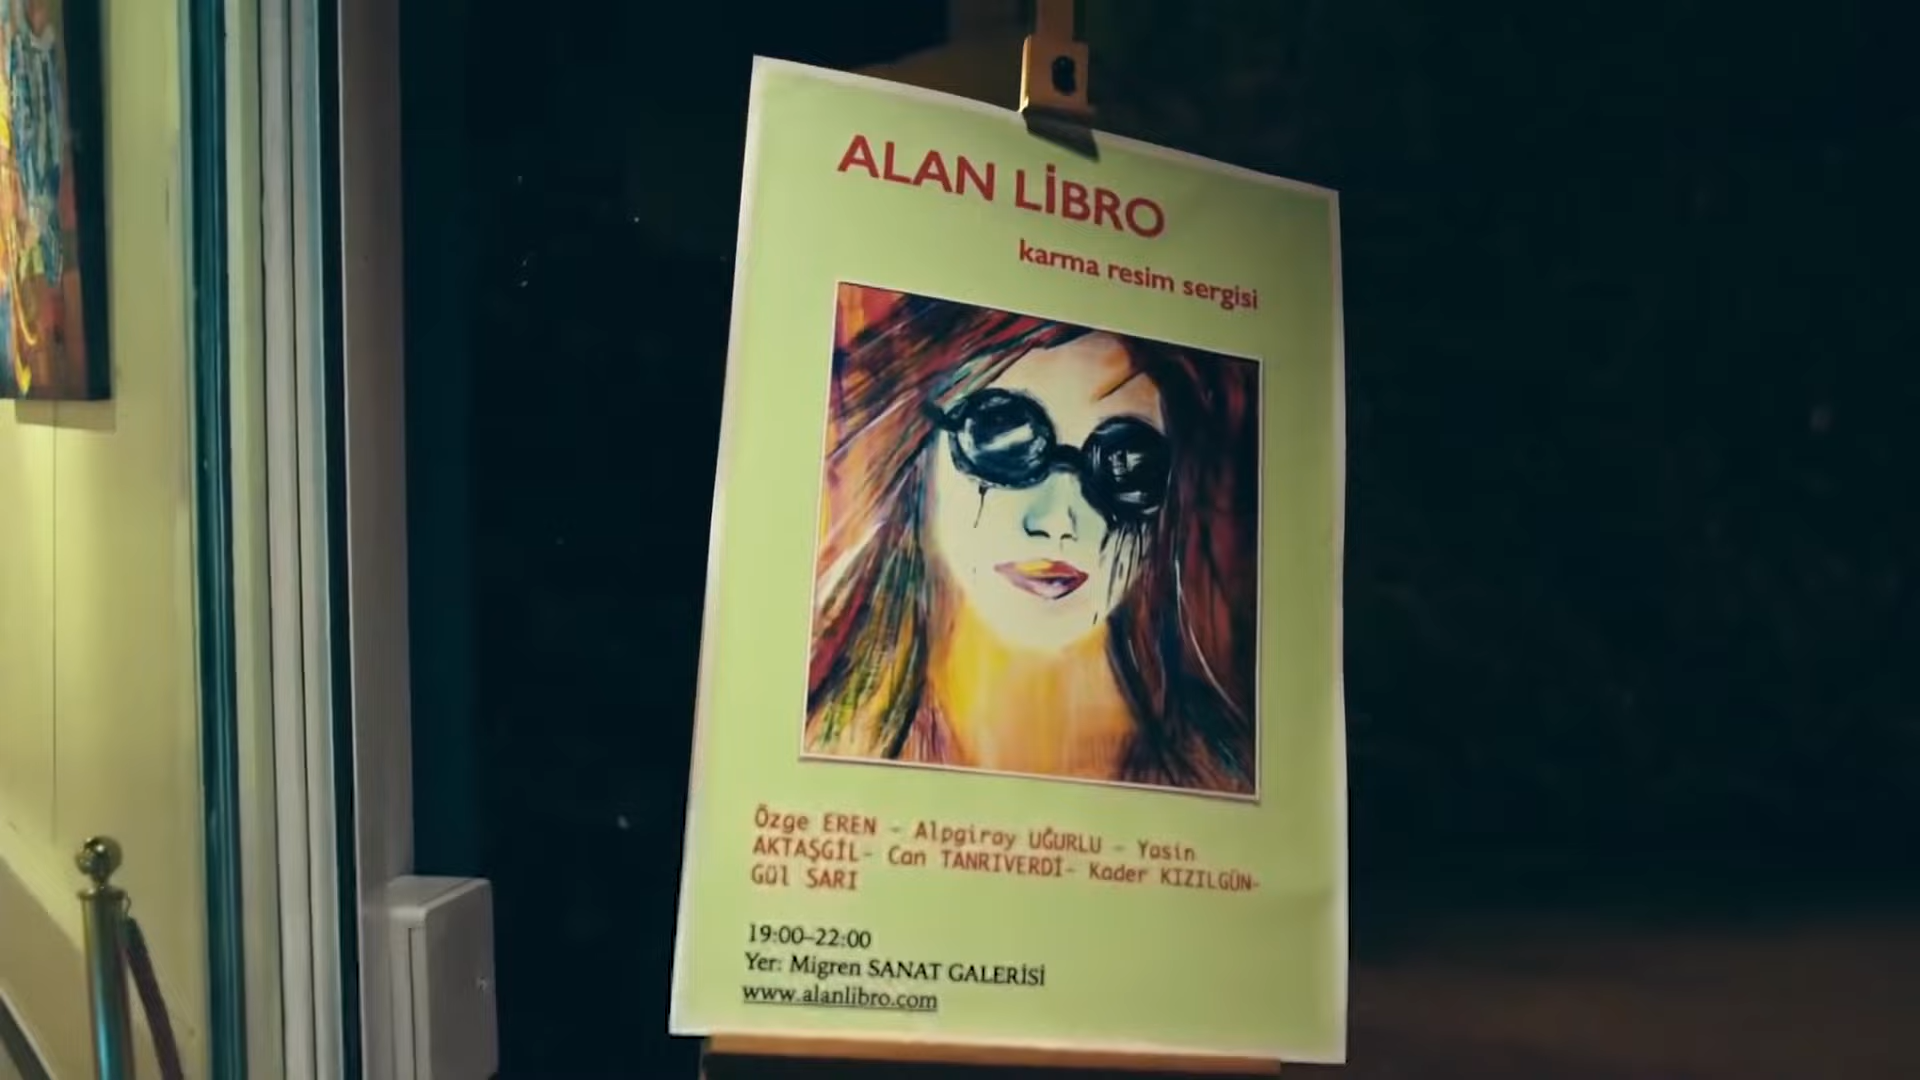 ALAN LİBRO
karma resim sergisi
Özge EREN - Alpgiray UĞURLU - Yasin
AKTAŞGİL- Can TANRIVERDİ- Kader KIZILGÜN-
Gül SARI
19:00-22:00
Yer: Migren SANAT GALERİSİ
www.alanlibro.com